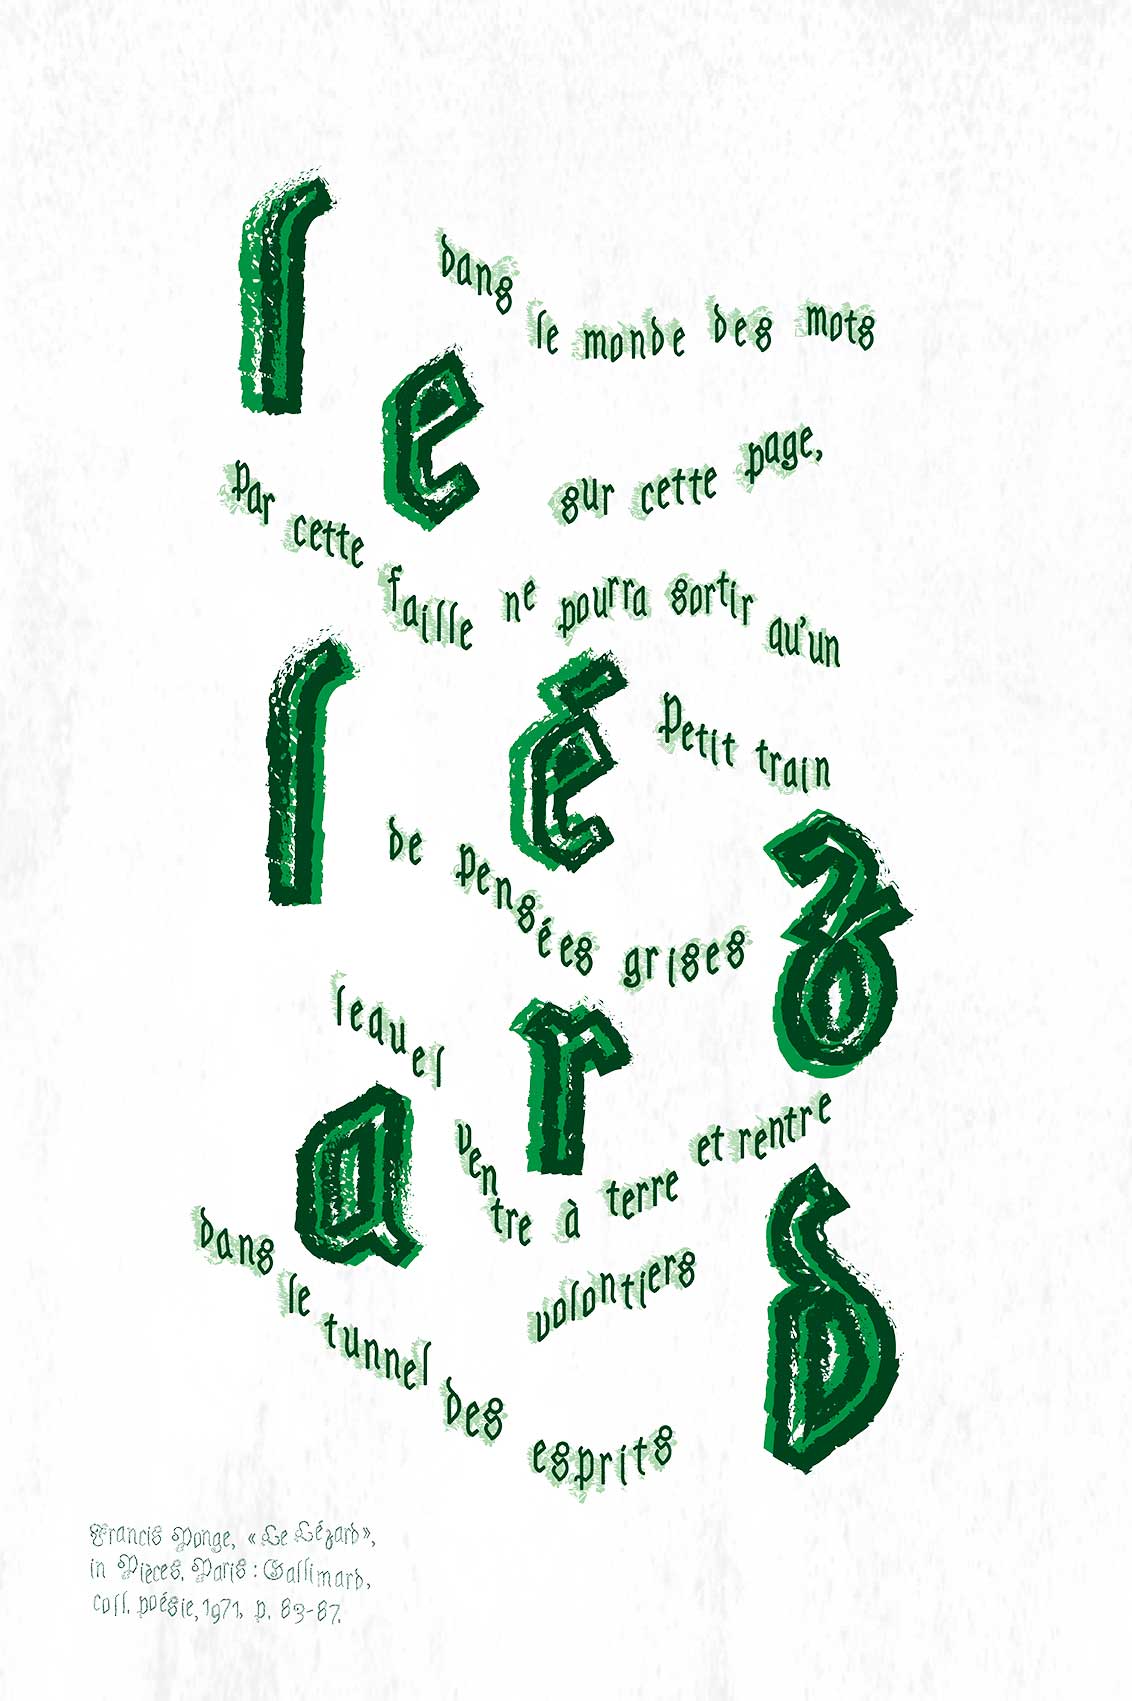 le
lézard
dans le monde des mots
sur cette page,
Par cette faille ne pourra sortir qu'un
Petit train
de pensées grises
lequel
ventre à terre et rentre
volontiers
dans le tunnel des esprits
Francis Ponge, « Le Lézard »,
in Pièces, Paris : Gallimard,
coll. poésie, 1971, p. 83-87.